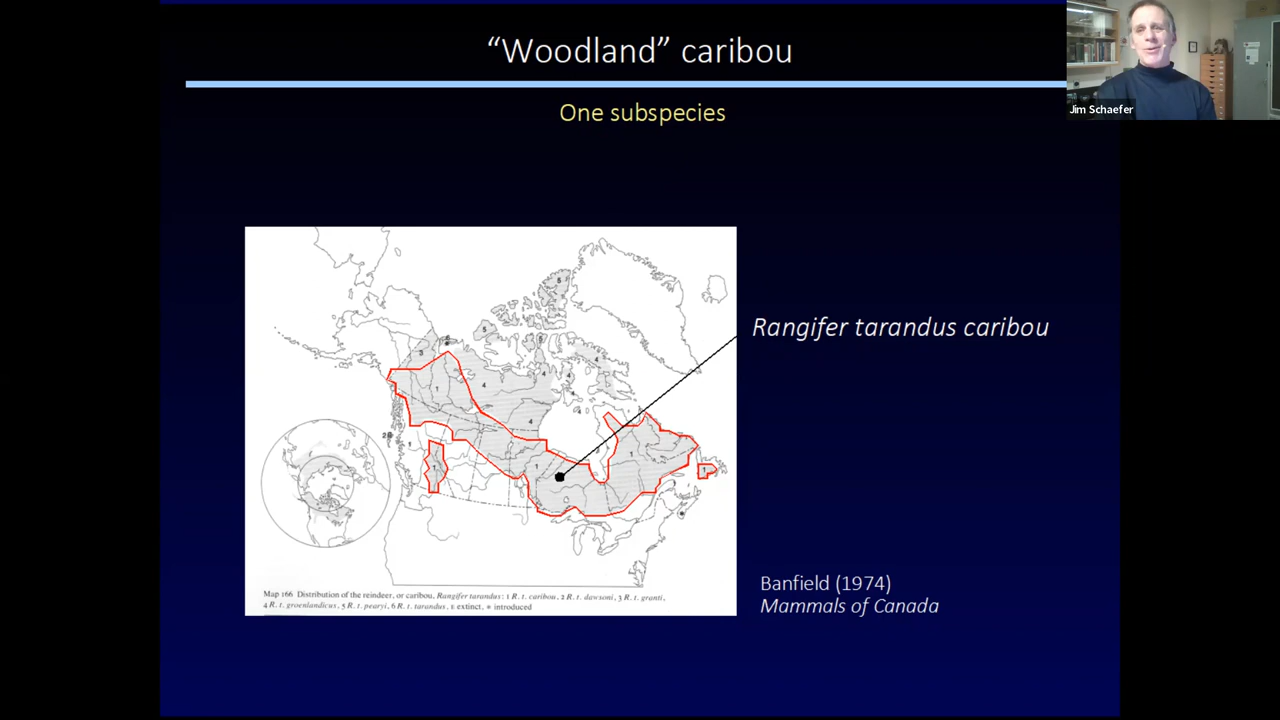 “Woodland” caribou
Jim Schaefer
One subspecies
Rangifer tarandus caribou
Map 166 Distribution of the reindeer, or caribou, Rangifer tarandus: 1 R. t. caribou, 2 R. t. dawsoni, 3 R. t. granti,
4 R. t. groenlandicus, 5 R. t. pearyi, 6 R. t. tarandus, ‡ extinct, * introduced
Banfield (1974)
Mammals of Canada